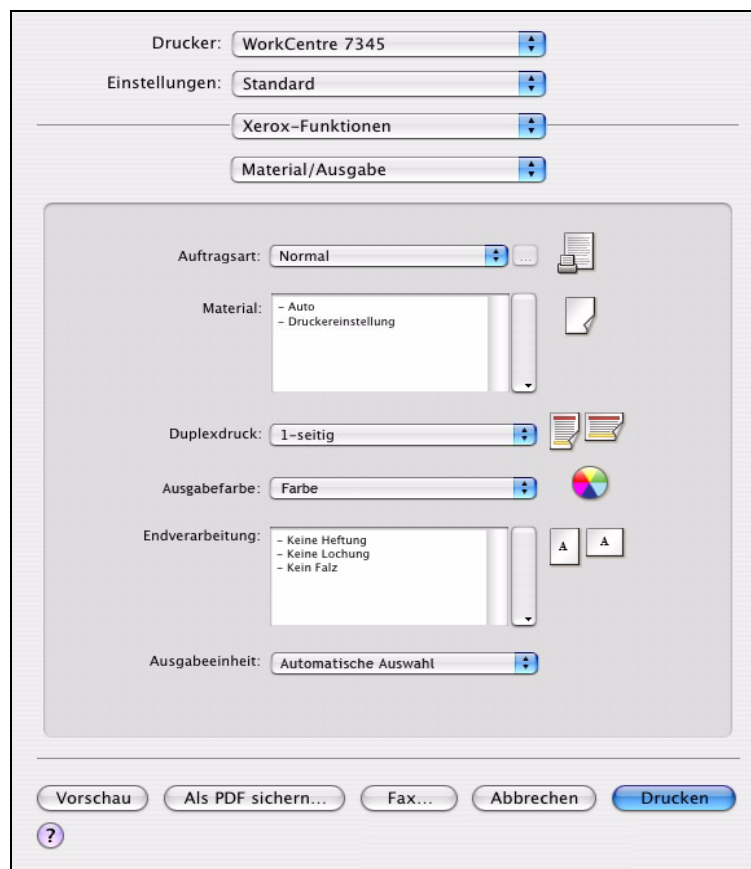 Drucker: WorkCentre 7345
Einstellungen: Standard
Xerox-Funktionen
Material/Ausgabe
Auftragsart: Normal ...
Material: - Auto
- Druckereinstellung
Duplexdruck: 1-seitig
Ausgabefarbe: Farbe
Endverarbeitung: - Keine Heftung
- Keine Lochung
- Kein Falz
A A
Ausgabeeinheit: Automatische Auswahl
Vorschau Als PDF sichern... Fax... Abbrechen Drucken
?